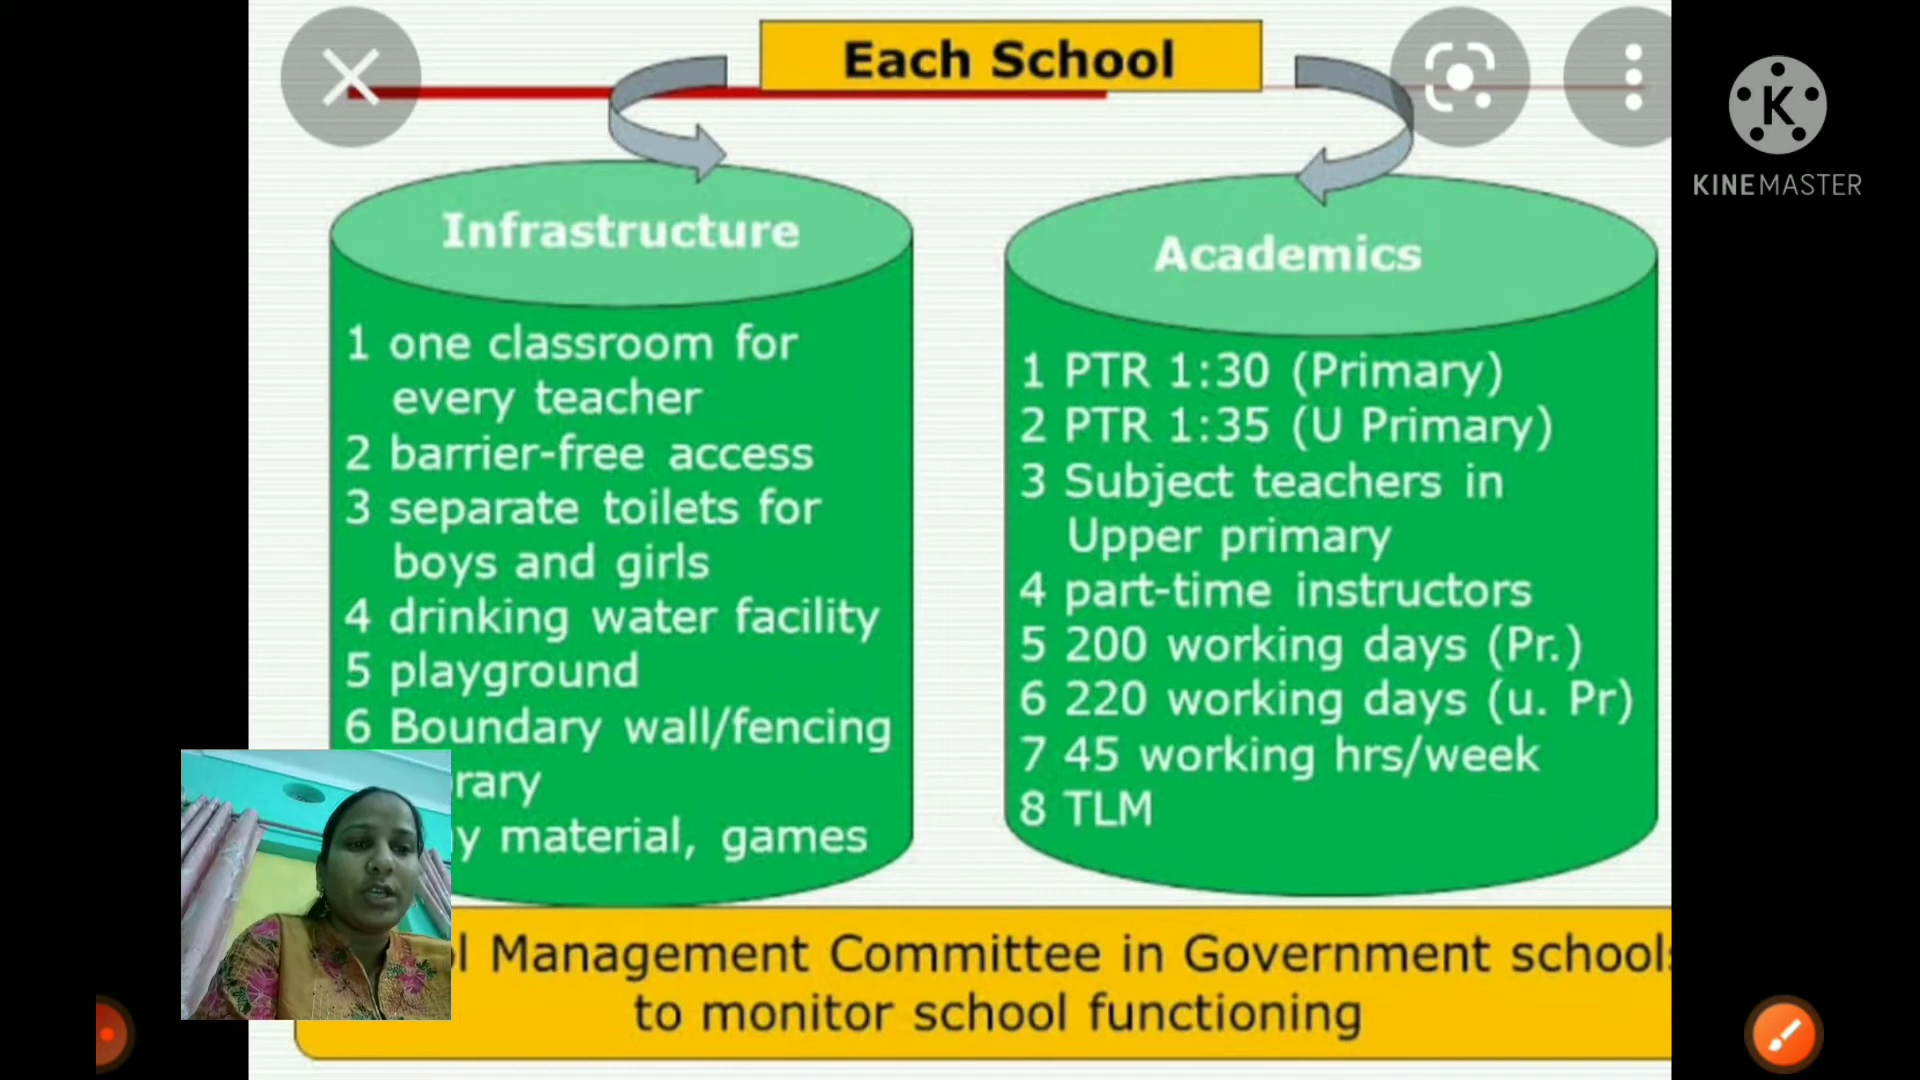 Each School
K
KINEMASTER
Infrastructure
1 one classroom for
every teacher
2 barrier-free access
3 separate toilets for
boys and girls
4 drinking water facility
5 playground
6 Boundary wall/fencing
material, games
Academics
1 PTR 1:30 (Primary)
2 PTR 1:35 (U Primary)
3 Subject teachers in
Upper primary
4 part-time instructors
5 200 working days (Pr.)
6 220 working days (u. Pr)
7 45 working hrs/week
8 TLM
Management Committee in Government schools
to monitor school functioning